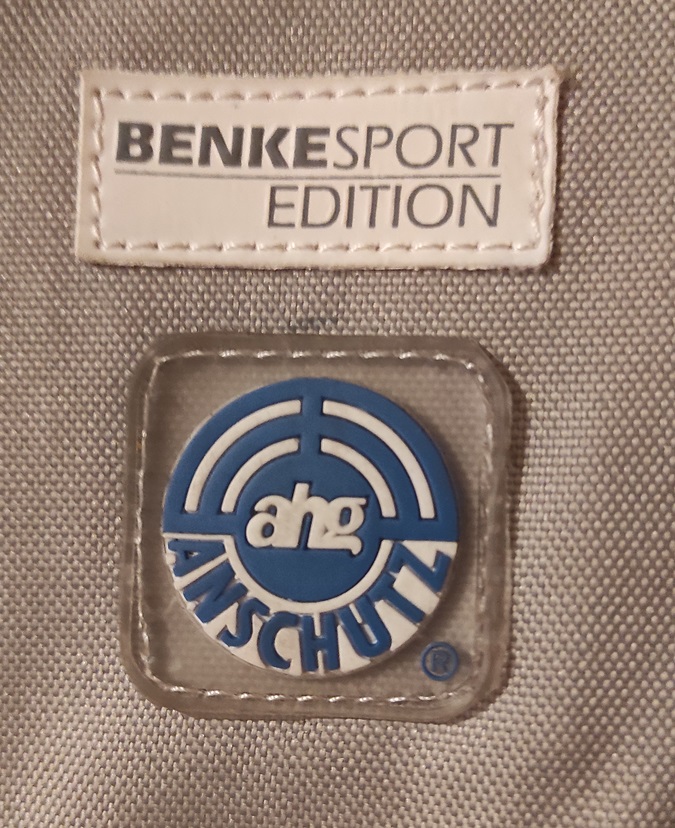 BENKESPORT
EDITION
ahg
ANSCHÜTZ
®